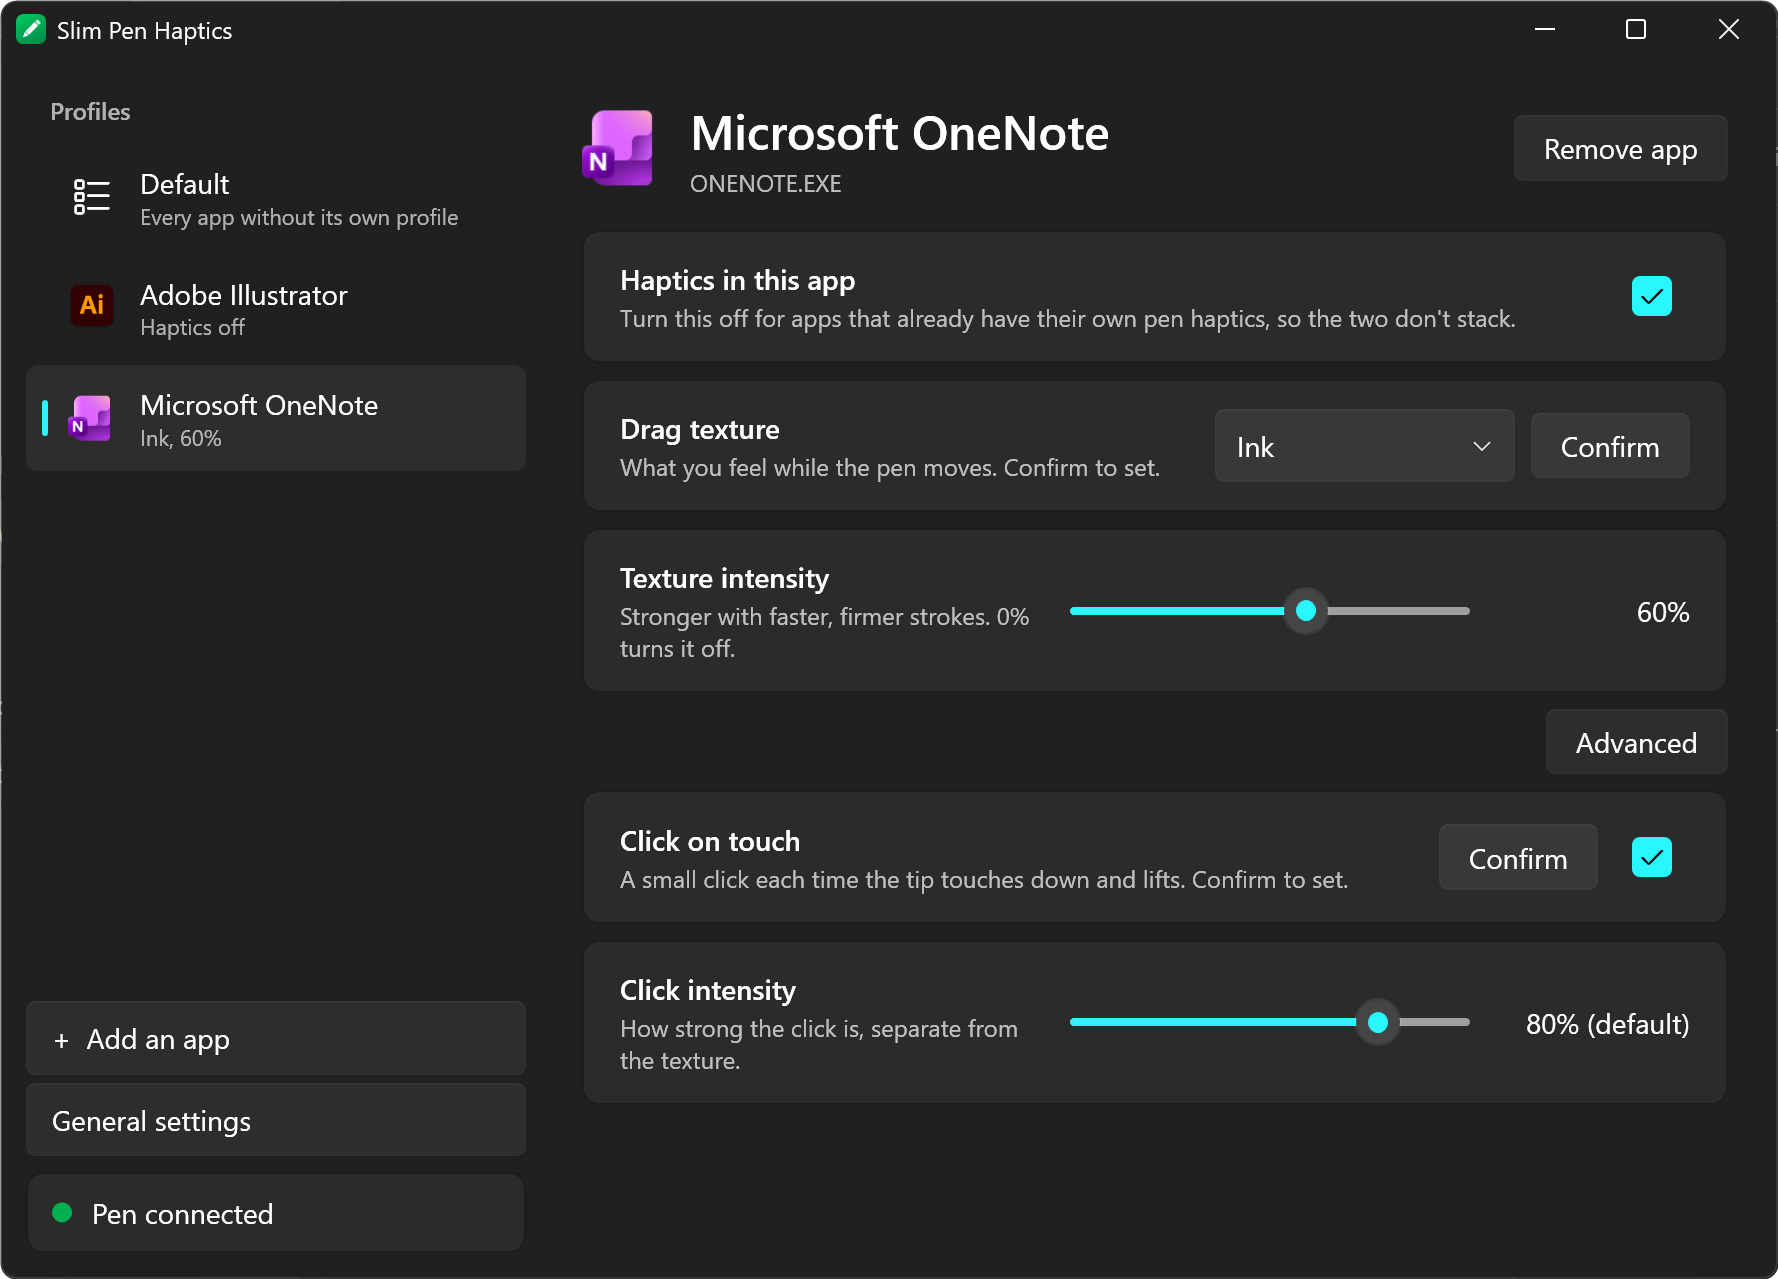 Slim Pen Haptics
Profiles
Default
Every app without its own profile
Ai
Adobe Illustrator
Haptics off
N
Microsoft OneNote
Ink, 60%
+ Add an app
General settings
Pen connected
N
Microsoft OneNote
ONENOTE.EXE
Remove app
Haptics in this app
Turn this off for apps that already have their own pen haptics, so the two don't stack.
Drag texture
What you feel while the pen moves. Confirm to set.
Ink
Confirm
Texture intensity
Stronger with faster, firmer strokes. 0%
turns it off.
60%
Advanced
Click on touch
A small click each time the tip touches down and lifts. Confirm to set.
Confirm
Click intensity
How strong the click is, separate from
the texture.
80% (default)